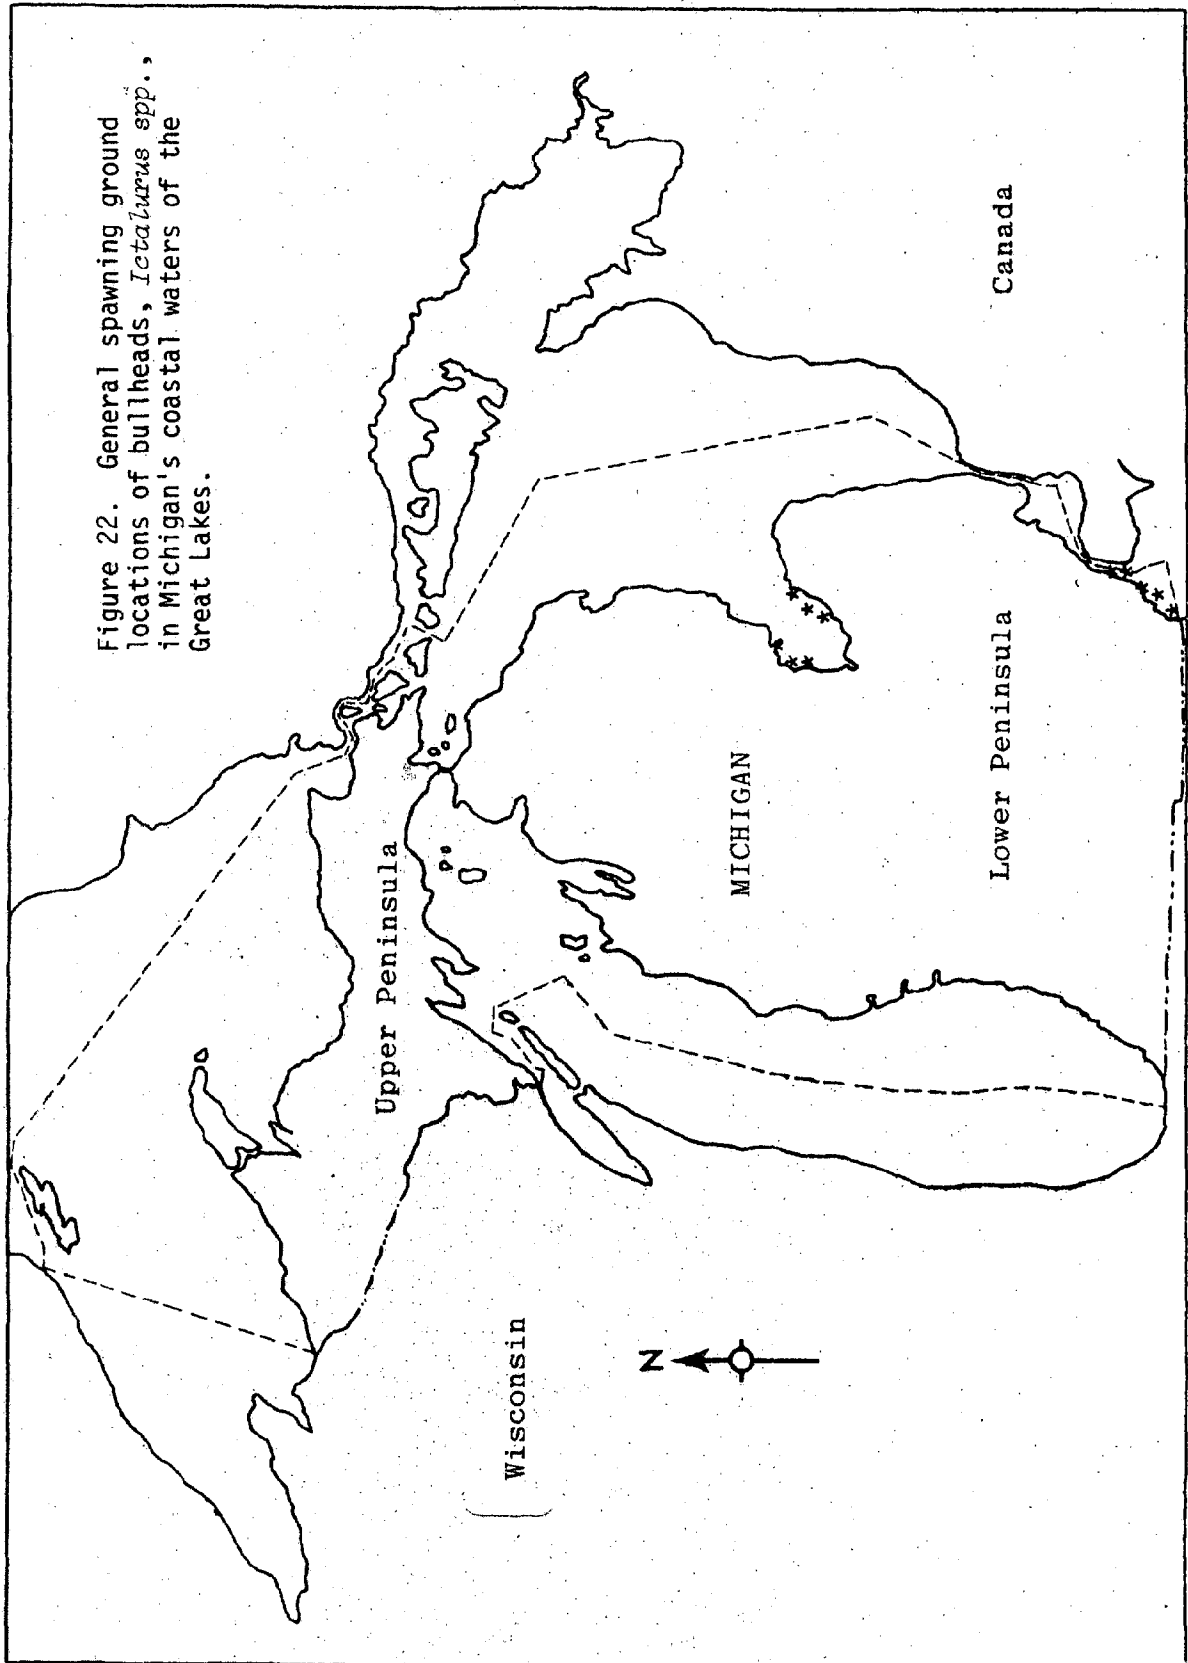 Figure 22. General spawning ground
locations of bullheads, Ictalurus spp.,
in Michigan's coastal waters of the
Great Lakes.
Canada
Upper Peninsula
MICHIGAN
Lower Peninsula
Wisconsin
N